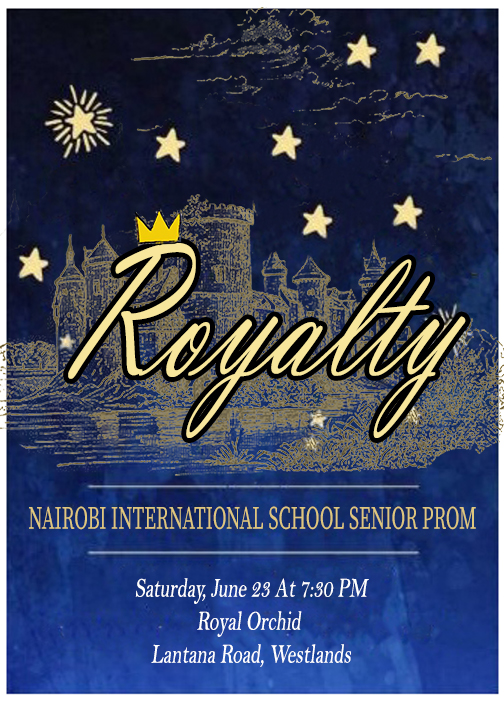 Royalty
NAIROBI INTERNATIONAL SCHOOL SENIOR PROM
Saturday, June 23 At 7:30 PM
Royal Orchid
Lantana Road, Westlands